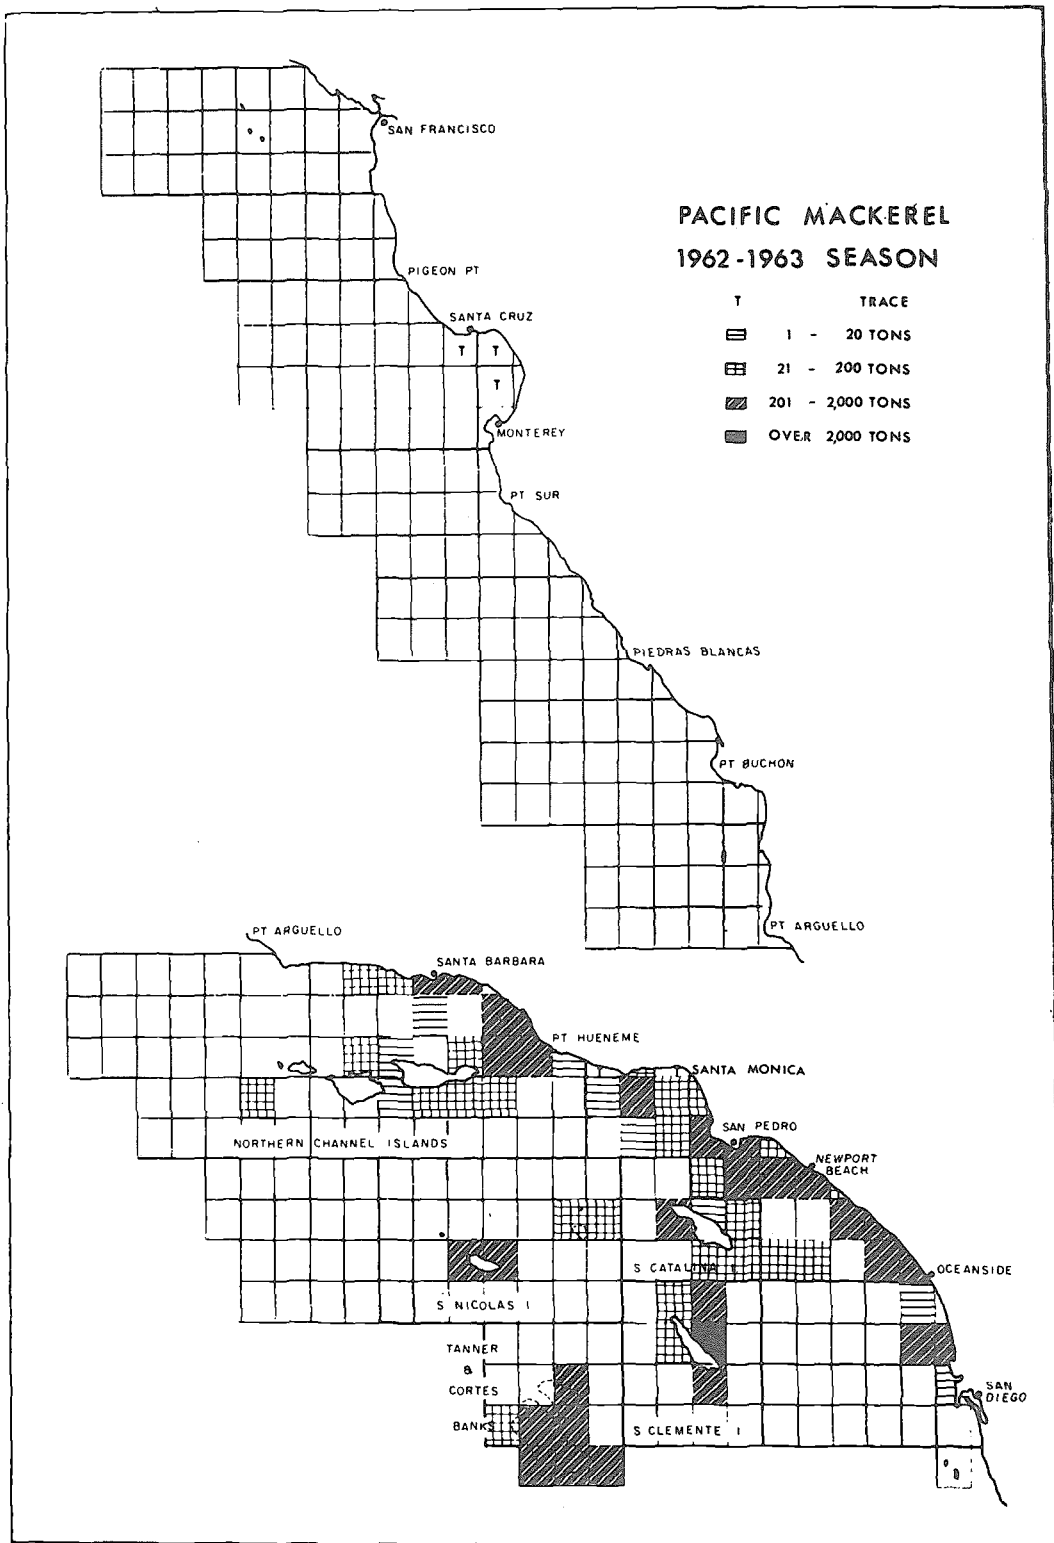 SAN FRANCISCO
PACIFIC MACKEREL
1962-1963 SEASON
T TRACE
1 - 20 TONS
21 - 200 TONS
201 - 2,000 TONS
OVER 2,000 TONS
PIGEON PT
SANTA CRUZ
T T
T
MONTEREY
PT SUR
PIEDRAS BLANCAS
PT BUCHON
PT ARGUELLO
PT ARGUELLO
SANTA BARBARA
PT HUENEME
SANTA MONICA
SAN PEDRO
NORTHERN CHANNEL ISLANDS
NEWPORT
BEACH
S CATALINA I
OCEANSIDE
S NICOLAS I
TANNER
&
CORTES
BANKS
SAN
DIEGO
S CLEMENTE I